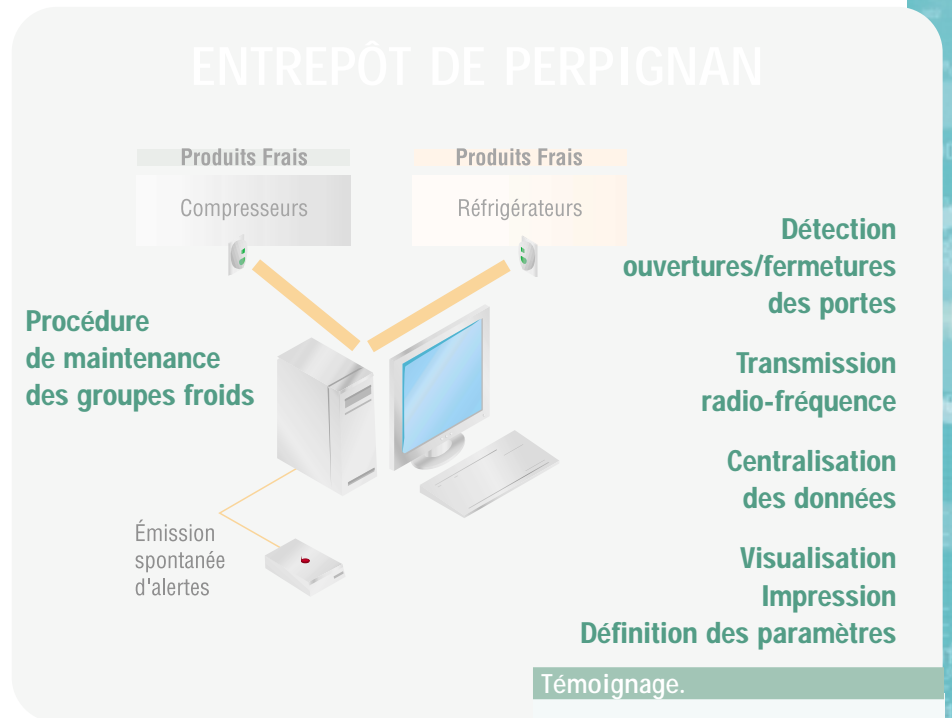 ENTREPÔT DE PERPIGNAN
Produits Frais
Compresseurs
Produits Frais
Réfrigérateurs
Procédure
de maintenance
des groupes froids
Émission
spontanée
d'alertes
Détection
ouvertures/fermetures
des portes
Transmission
radio-fréquence
Centralisation
des données
Visualisation
Impression
Définition des paramètres
Témoignage.